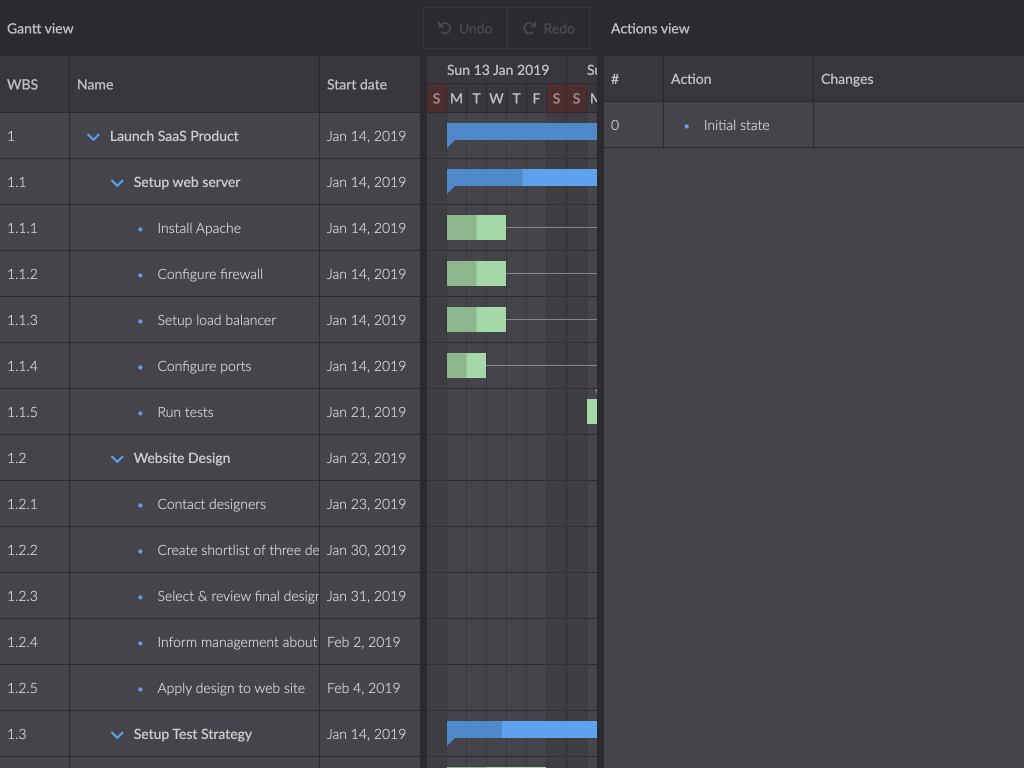 Gantt view
Undo
Redo
Actions view
WBS
Name
Start date
Sun 13 Jan 2019
S M T W T F S S
#
Action
Changes
0
Initial state
1 Launch SaaS Product Jan 14, 2019
1.1 Setup web server Jan 14, 2019
1.1.1 Install Apache Jan 14, 2019
1.1.2 Configure firewall Jan 14, 2019
1.1.3 Setup load balancer Jan 14, 2019
1.1.4 Configure ports Jan 14, 2019
1.1.5 Run tests Jan 21, 2019
1.2 Website Design Jan 23, 2019
1.2.1 Contact designers Jan 23, 2019
1.2.2 Create shortlist of three de Jan 30, 2019
1.2.3 Select & review final design Jan 31, 2019
1.2.4 Inform management about Feb 2, 2019
1.2.5 Apply design to web site Feb 4, 2019
1.3 Setup Test Strategy Jan 14, 2019